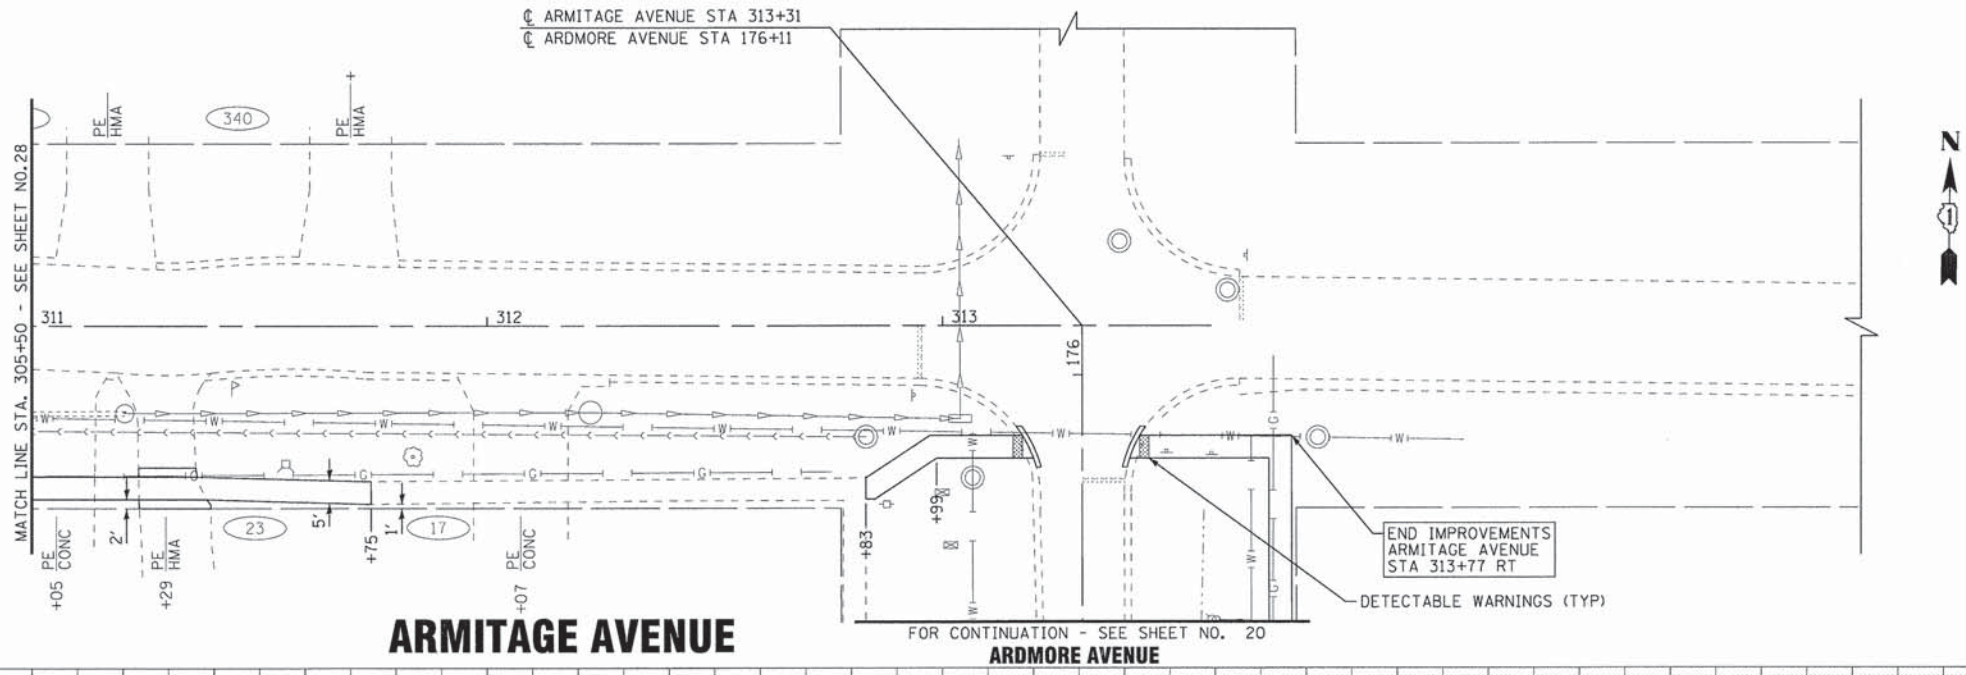 ℄ ARMITAGE AVENUE STA 313+31
℄ ARDMORE AVENUE STA 176+11
MATCH LINE STA. 305+50 - SEE SHEET NO.28
PE
HMA
340
PE
HMA
+
N
1
311
312
313
176
W
W
W
W
W
W
W
W
W
W
G
G
G
G
W
W
W
G
G
2'
5'
1'
23
17
+75
+83
+99
PE
CONC
+05
PE
HMA
+29
PE
CONC
+07
END IMPROVEMENTS
ARMITAGE AVENUE
STA 313+77 RT
DETECTABLE WARNINGS (TYP)
ARMITAGE AVENUE
FOR CONTINUATION - SEE SHEET NO. 20
ARDMORE AVENUE